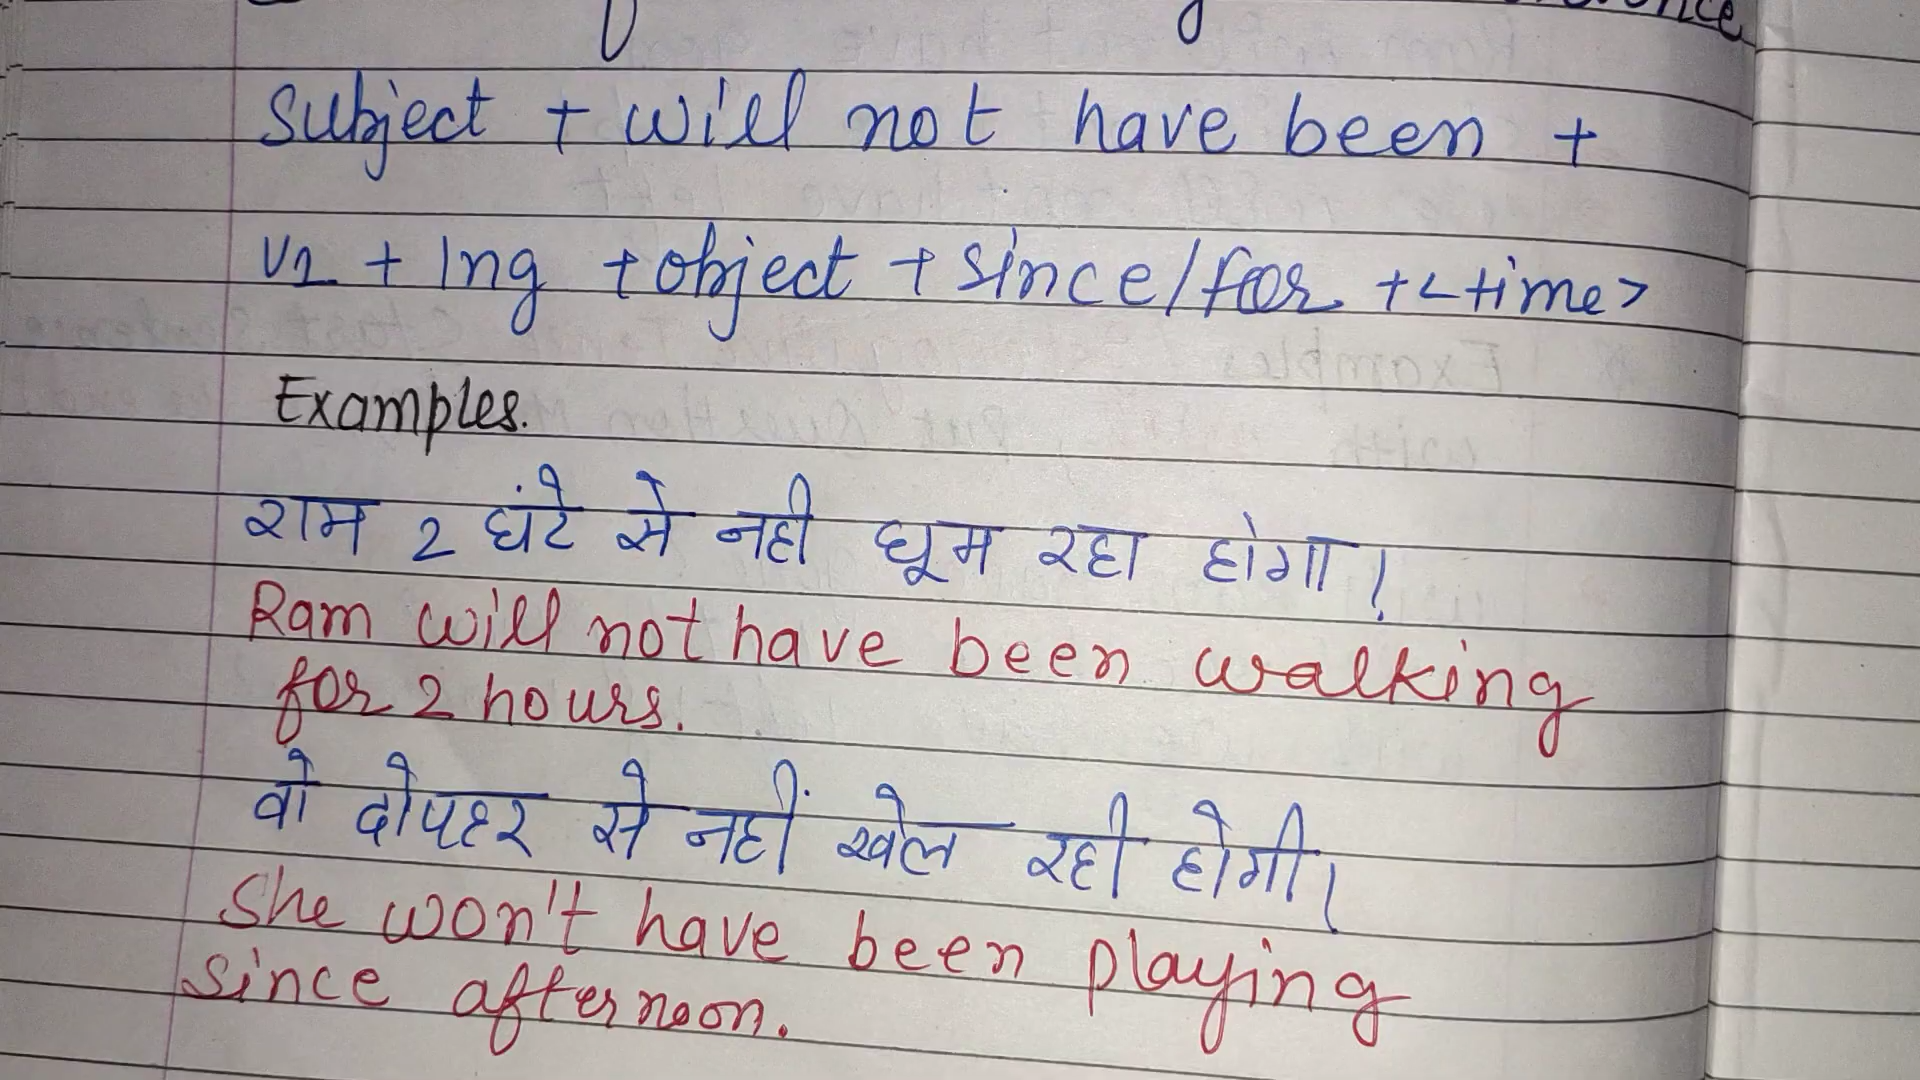 Subject + will not have been +
V1 + Ing + object + since/for + <time>
Examples.
राम 2 घंटे से नही घूम रहा होगा।
Ram will not have been walking
for 2 hours.
वो दोपहर से नहीं खेल रही होगी।
She won't have been playing
since afternoon.